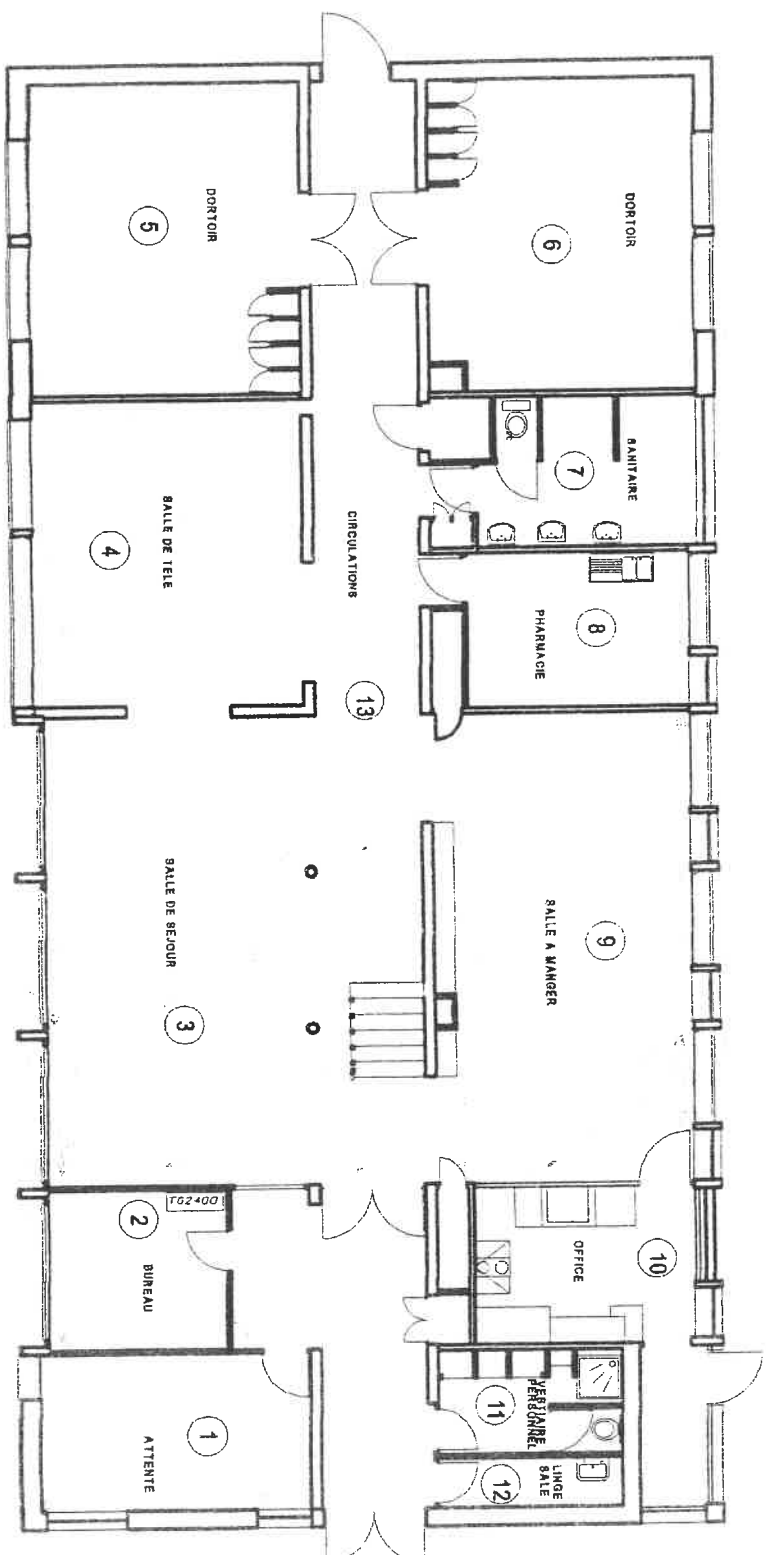 DORTOIR
5
DORTOIR
6
SANITAIRE
7
SALLE DE TELE
4
CIRCULATIONS
PHARMACIE
8
13
SALLE DE SEJOUR
3
SALLE A MANGER
9
TG2400
2
BUREAU
OFFICE
10
ATTENTE
1
VESTIAIRE
PERSONNEL
11
LINGE
SALE
12